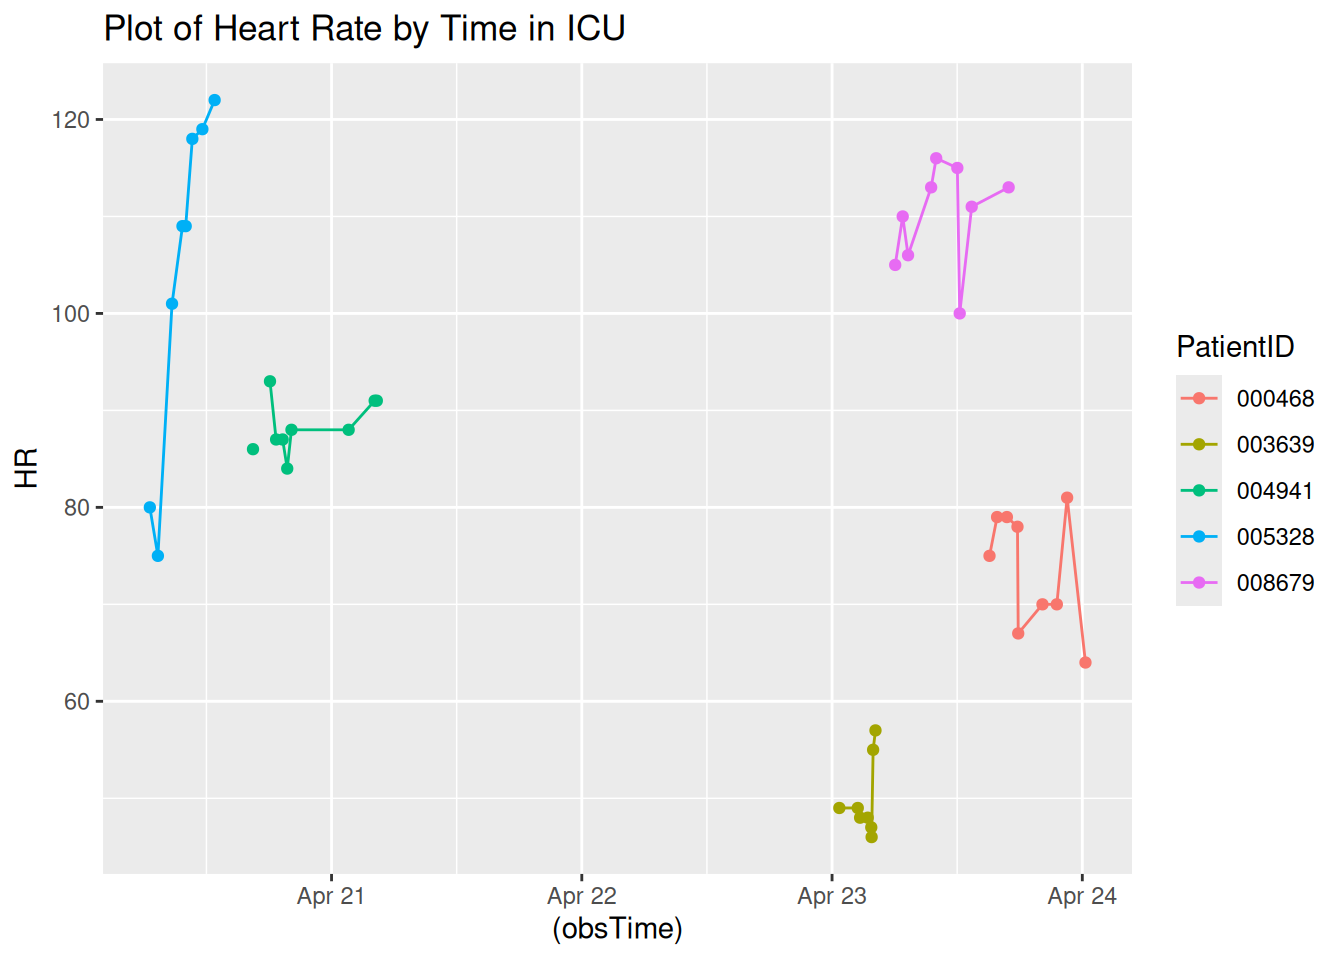 Plot of Heart Rate by Time in ICU
HR
120
100
80
60
Apr 21
Apr 22
Apr 23
Apr 24
(obsTime)
PatientID
000468
003639
004941
005328
008679